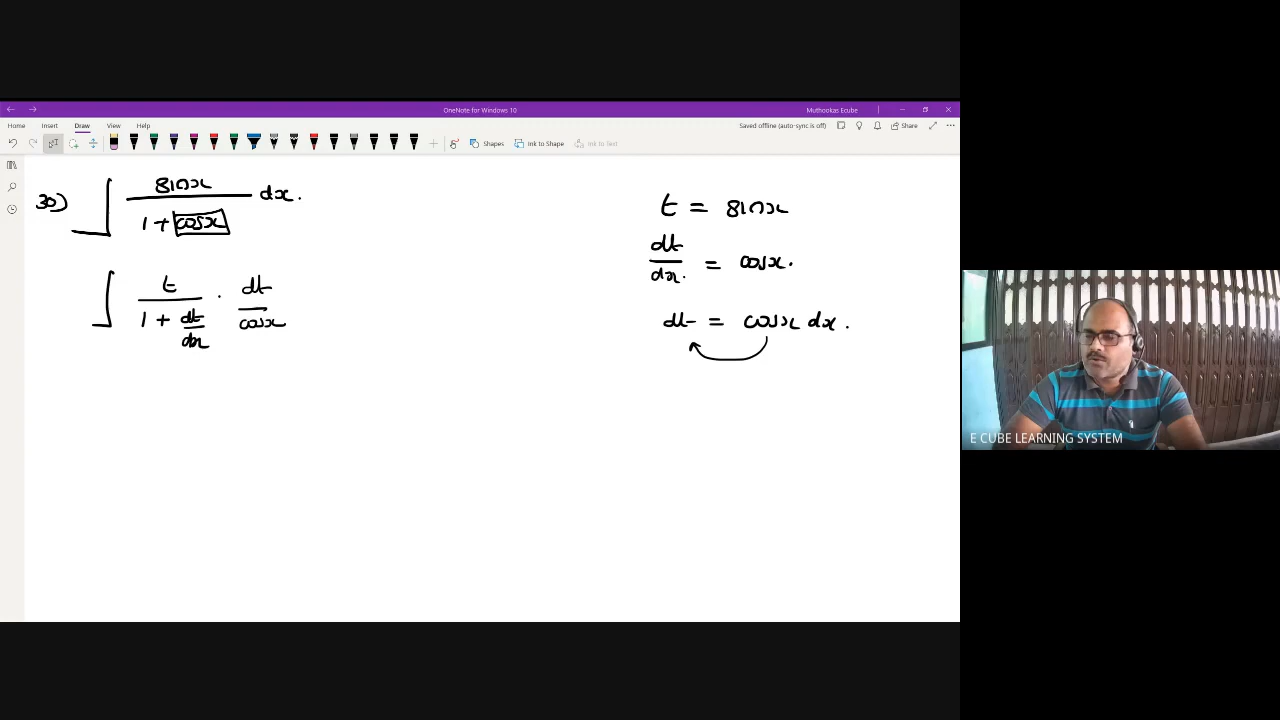 OneNote for Windows 10
Muthookas Ecube
Home Insert Draw View Help
Saved offline (auto-sync is off) Share
Shapes Ink to Shape Ink to Text
30) ∫ sinx / (1 + cosx) dx.
∫ t / (1 + dt/dx) · dt / cosx
t = sinx
dt/dx. = cosx.
dt = cosx dx.
E CUBE LEARNING SYSTEM